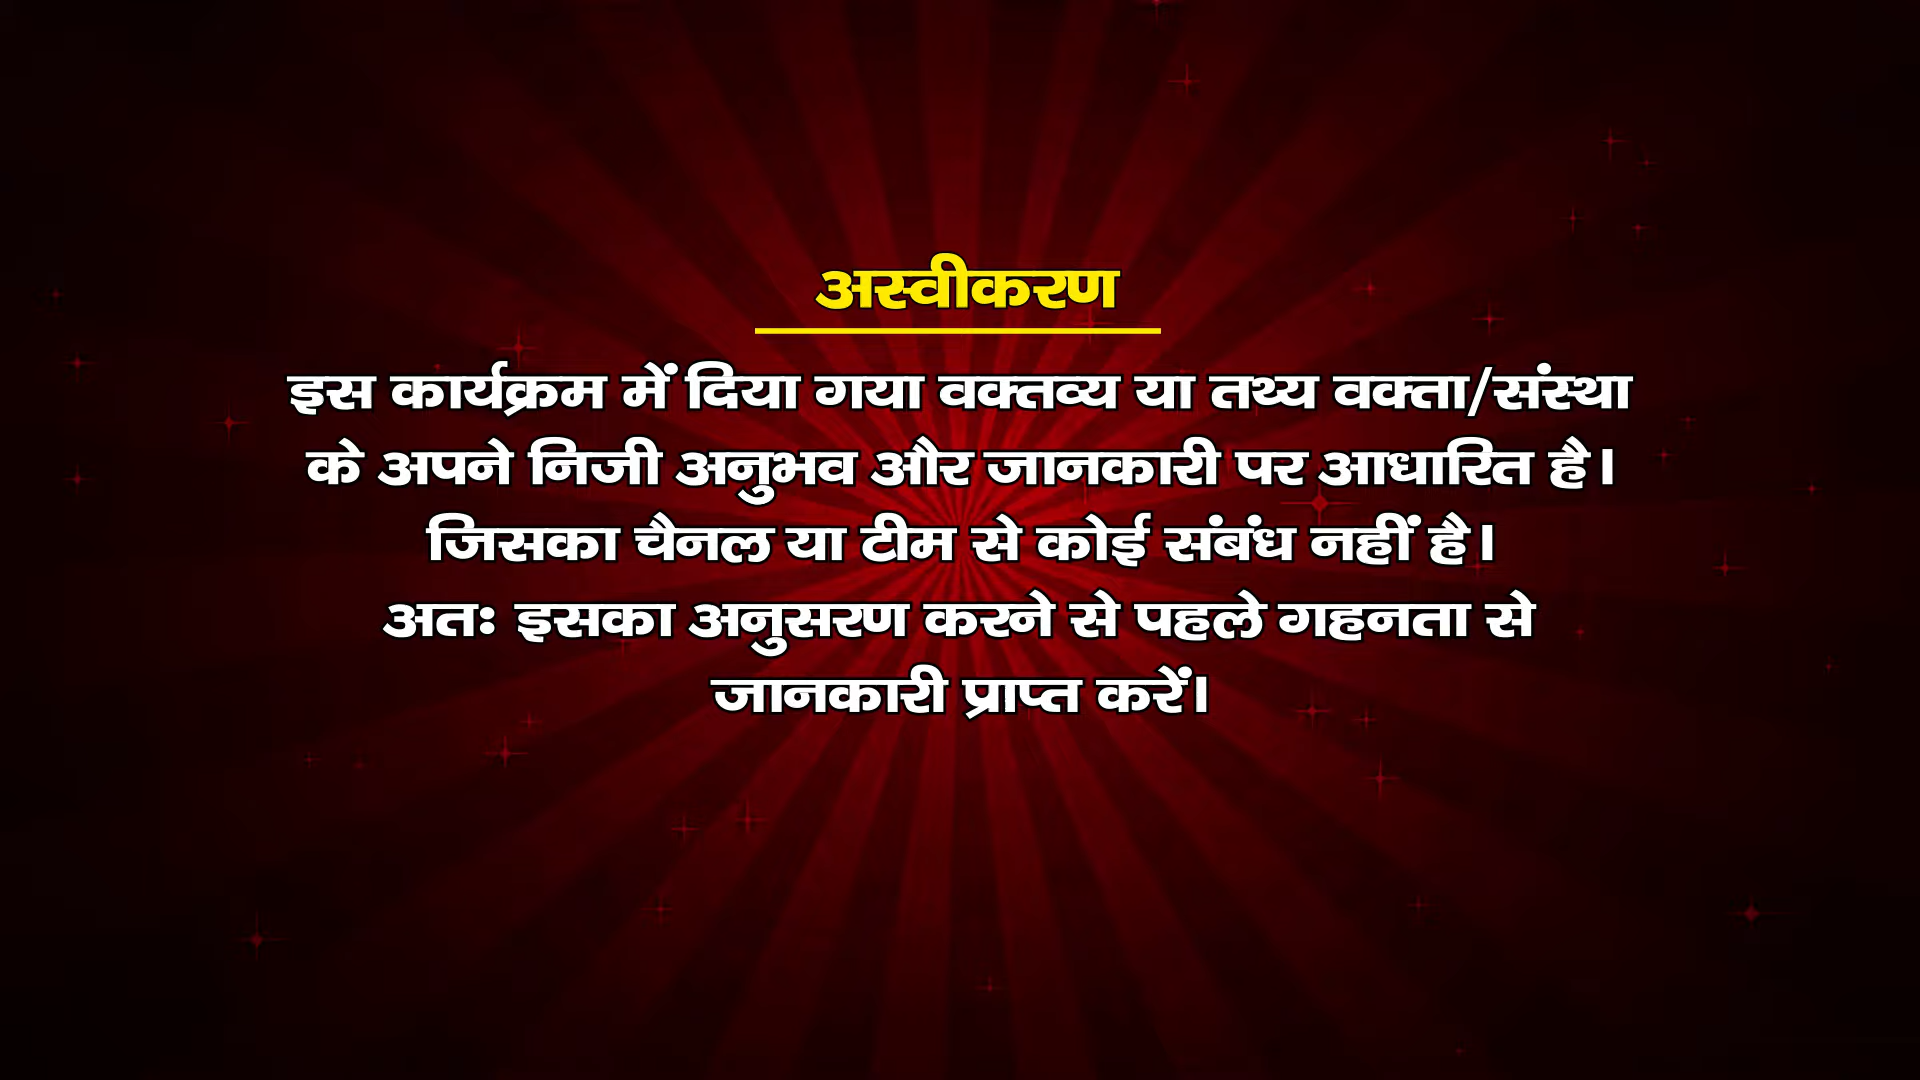 अस्वीकरण
इस कार्यक्रम में दिया गया वक्तव्य या तथ्य वक्ता/संस्था
के अपने निजी अनुभव और जानकारी पर आधारित है।
जिसका चैनल या टीम से कोई संबंध नहीं है।
अतः इसका अनुसरण करने से पहले गहनता से
जानकारी प्राप्त करें।